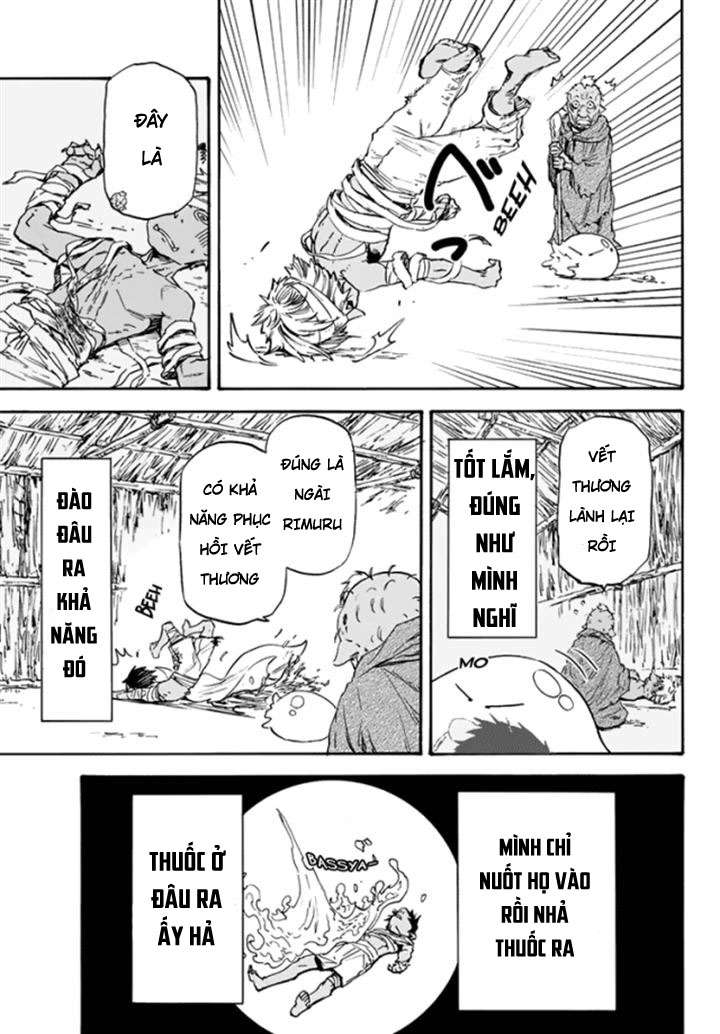 ブ
ッ
BEEH
ĐÂY
LÀ
VẾT
THƯƠNG
LÀNH LẠI
RỒI
TỐT LẮM,
ĐÚNG
NHƯ
MÌNH
NGHĨ
MO
ĐÚNG LÀ
NGÀI
RIMURU
CÓ KHẢ
NĂNG PHỤC
HỒI VẾT
THƯƠNG
BEEH
ĐÀO
ĐÂU
RA
KHẢ
NĂNG
ĐÓ
MÌNH CHỈ
NUỐT HỌ VÀO
RỒI NHẢ
THUỐC RA
BASSYA~
THUỐC Ở
ĐÂU RA
ẤY HẢ